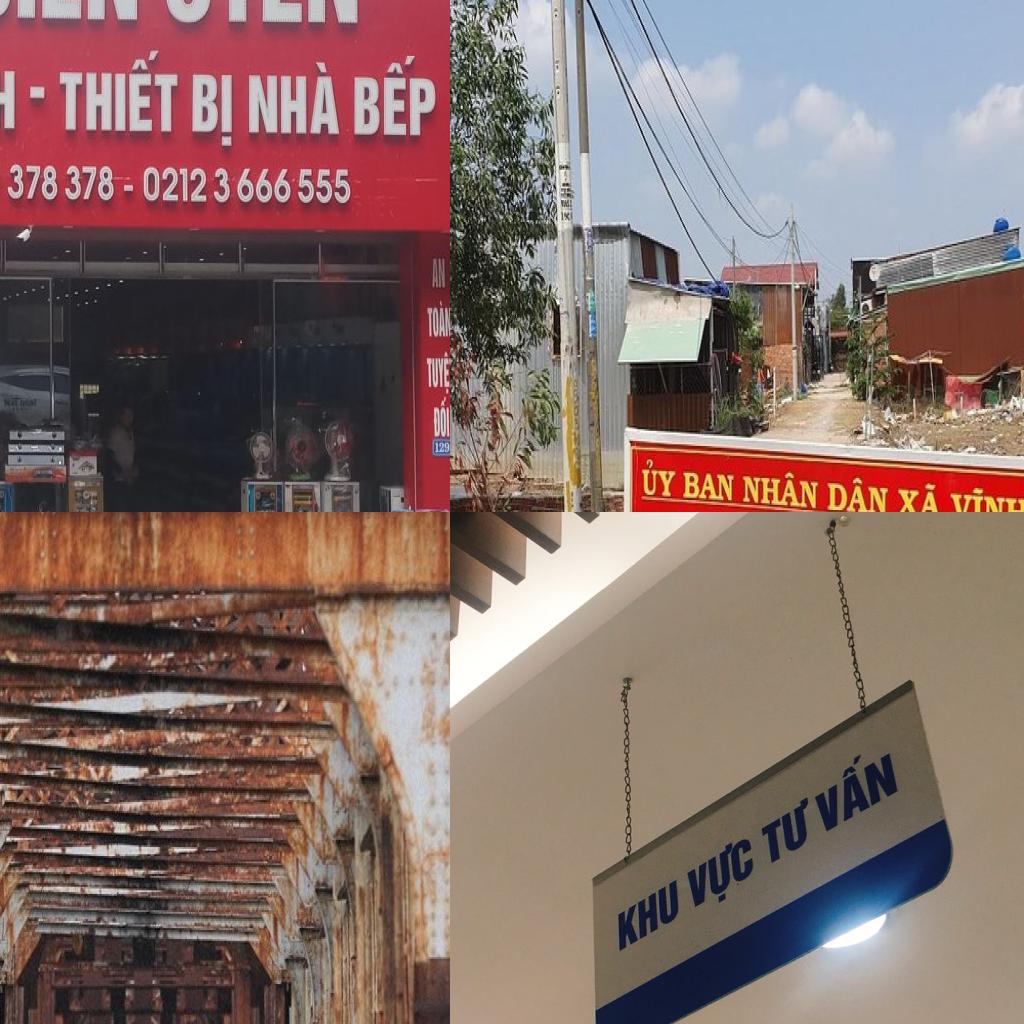 H - THIẾT BỊ NHÀ BẾP
378 378 - 0212 3 666 555
AN
TOÀN
TUYỆ
ĐỐI
129
ỦY BAN NHÂN DÂN XÃ VĨNH
KHU VỰC TƯ VẤN